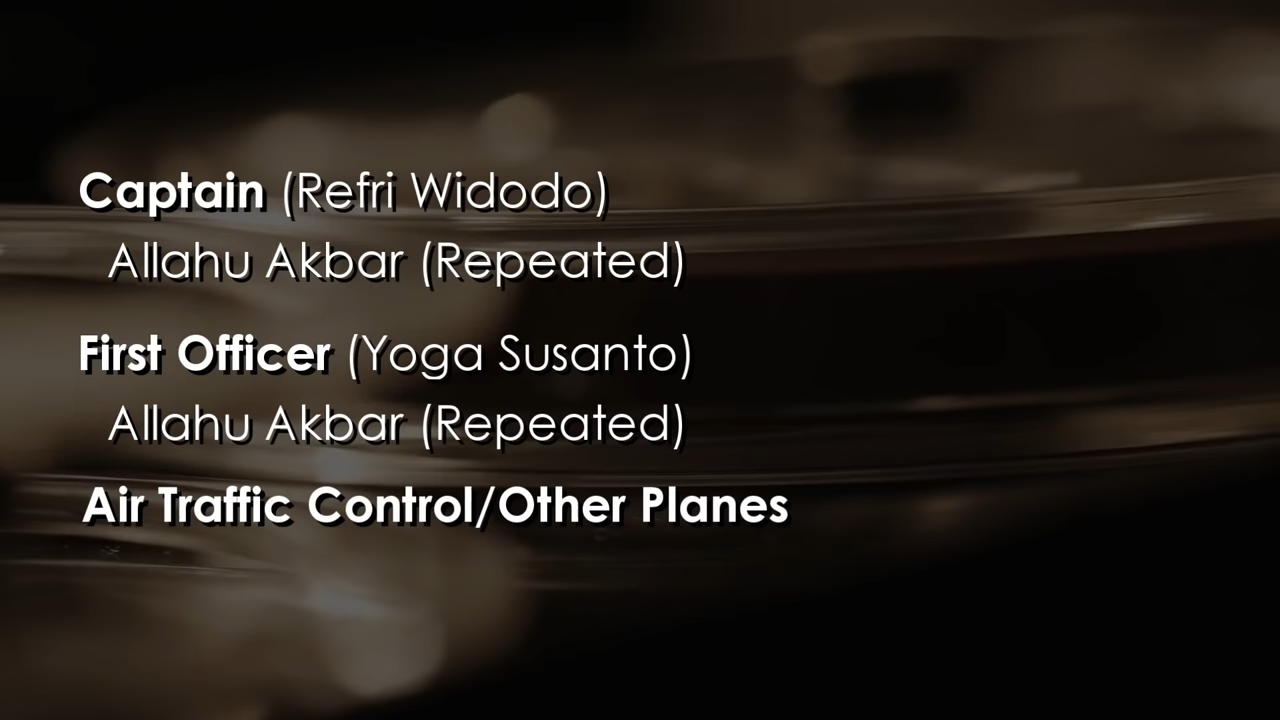 Captain (Refri Widodo)
Allahu Akbar (Repeated)
First Officer (Yoga Susanto)
Allahu Akbar (Repeated)
Air Traffic Control/Other Planes